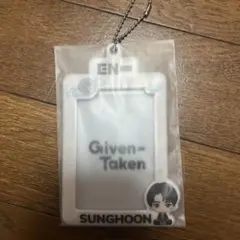 EN-
Given-
Taken
SUNGHOON